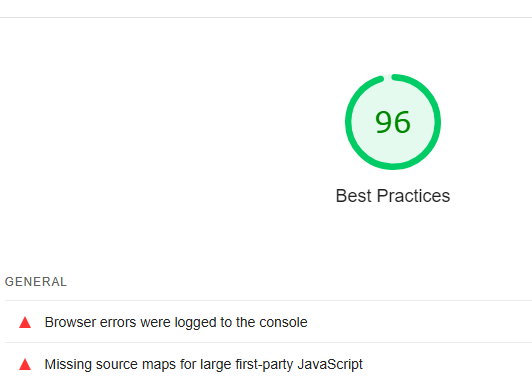 96
Best Practices
GENERAL
Browser errors were logged to the console
Missing source maps for large first-party JavaScript